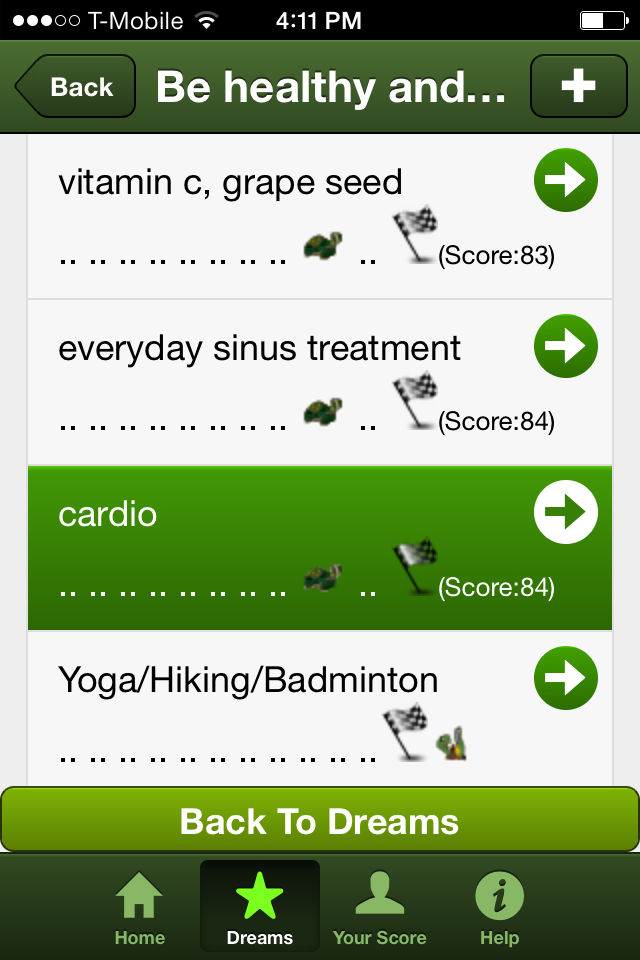 T-Mobile 4:11 PM
Back Be healthy and...
vitamin c, grape seed
.. .. .. .. .. .. .. .. .. (Score:83)
everyday sinus treatment
.. .. .. .. .. .. .. .. .. (Score:84)
cardio
.. .. .. .. .. .. .. .. .. (Score:84)
Yoga/Hiking/Badminton
.. .. .. .. .. .. .. .. .. .. ..
Back To Dreams
Home Dreams Your Score Help